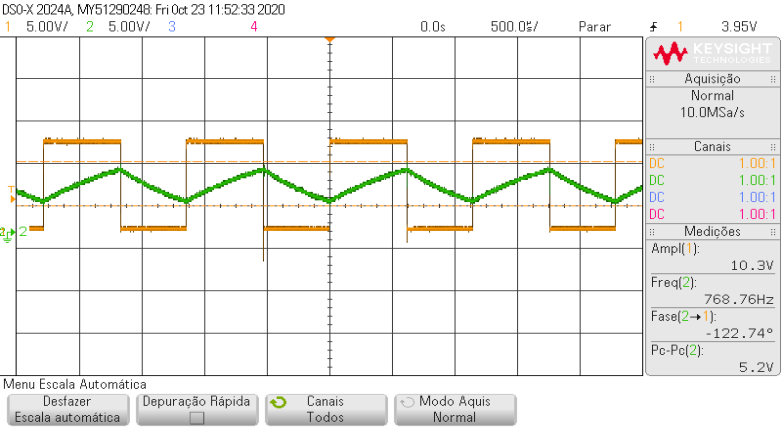 DSO-X 2024A, MY51290248: Fri Oct 23 11:52:33 2020
1 5.00V/ 2 5.00V/ 3 4 0.0s 500.0µs/ Parar 1 3.95V
KEYSIGHT
TECHNOLOGIES
Aquisição
Normal
10.0MSa/s
Canais
DC 1.00:1
DC 1.00:1
DC 1.00:1
DC 1.00:1
Medições
Ampl(1):
10.3V
Freq(2):
768.76Hz
Fase(2→1):
-122.74°
Pc-Pc(2):
5.2V
T
2
Menu Escala Automática
Desfazer
Escala automática
Depuração Rápida
Canais
Todos
Modo Aquis
Normal